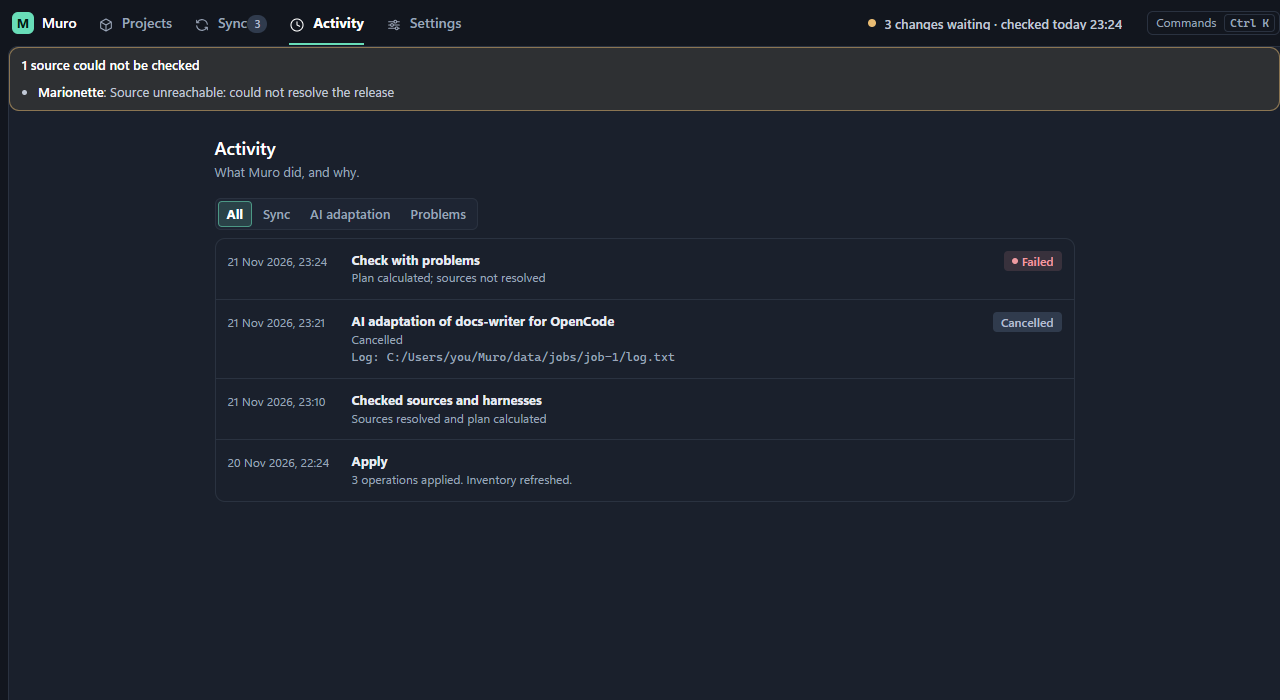 M Muro Projects Sync 3 Activity Settings 3 changes waiting · checked today 23:24 Commands Ctrl K
1 source could not be checked
• Marionette: Source unreachable: could not resolve the release
Activity
What Muro did, and why.
All Sync AI adaptation Problems
21 Nov 2026, 23:24 Check with problems Failed
Plan calculated; sources not resolved
21 Nov 2026, 23:21 AI adaptation of docs-writer for OpenCode Cancelled
Cancelled
Log: C:/Users/you/Muro/data/jobs/job-1/log.txt
21 Nov 2026, 23:10 Checked sources and harnesses
Sources resolved and plan calculated
20 Nov 2026, 22:24 Apply
3 operations applied. Inventory refreshed.